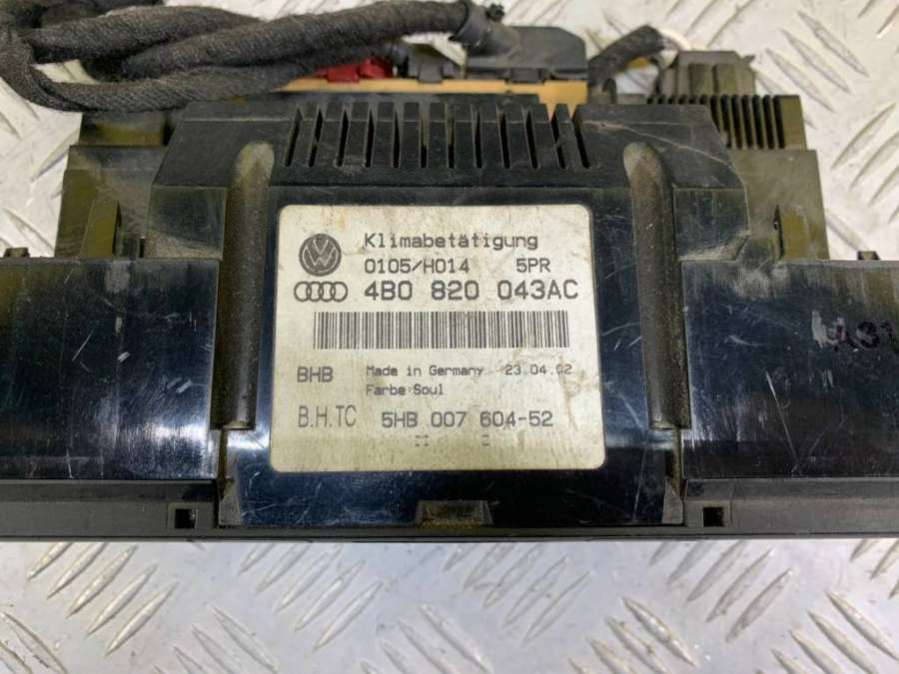 Klimabetätigung
0105/H014 5PR
4B0 820 043AC
BHB Made in Germany 23.04.02
Farbe:Soul
B.H.TC 5HB 007 604-52